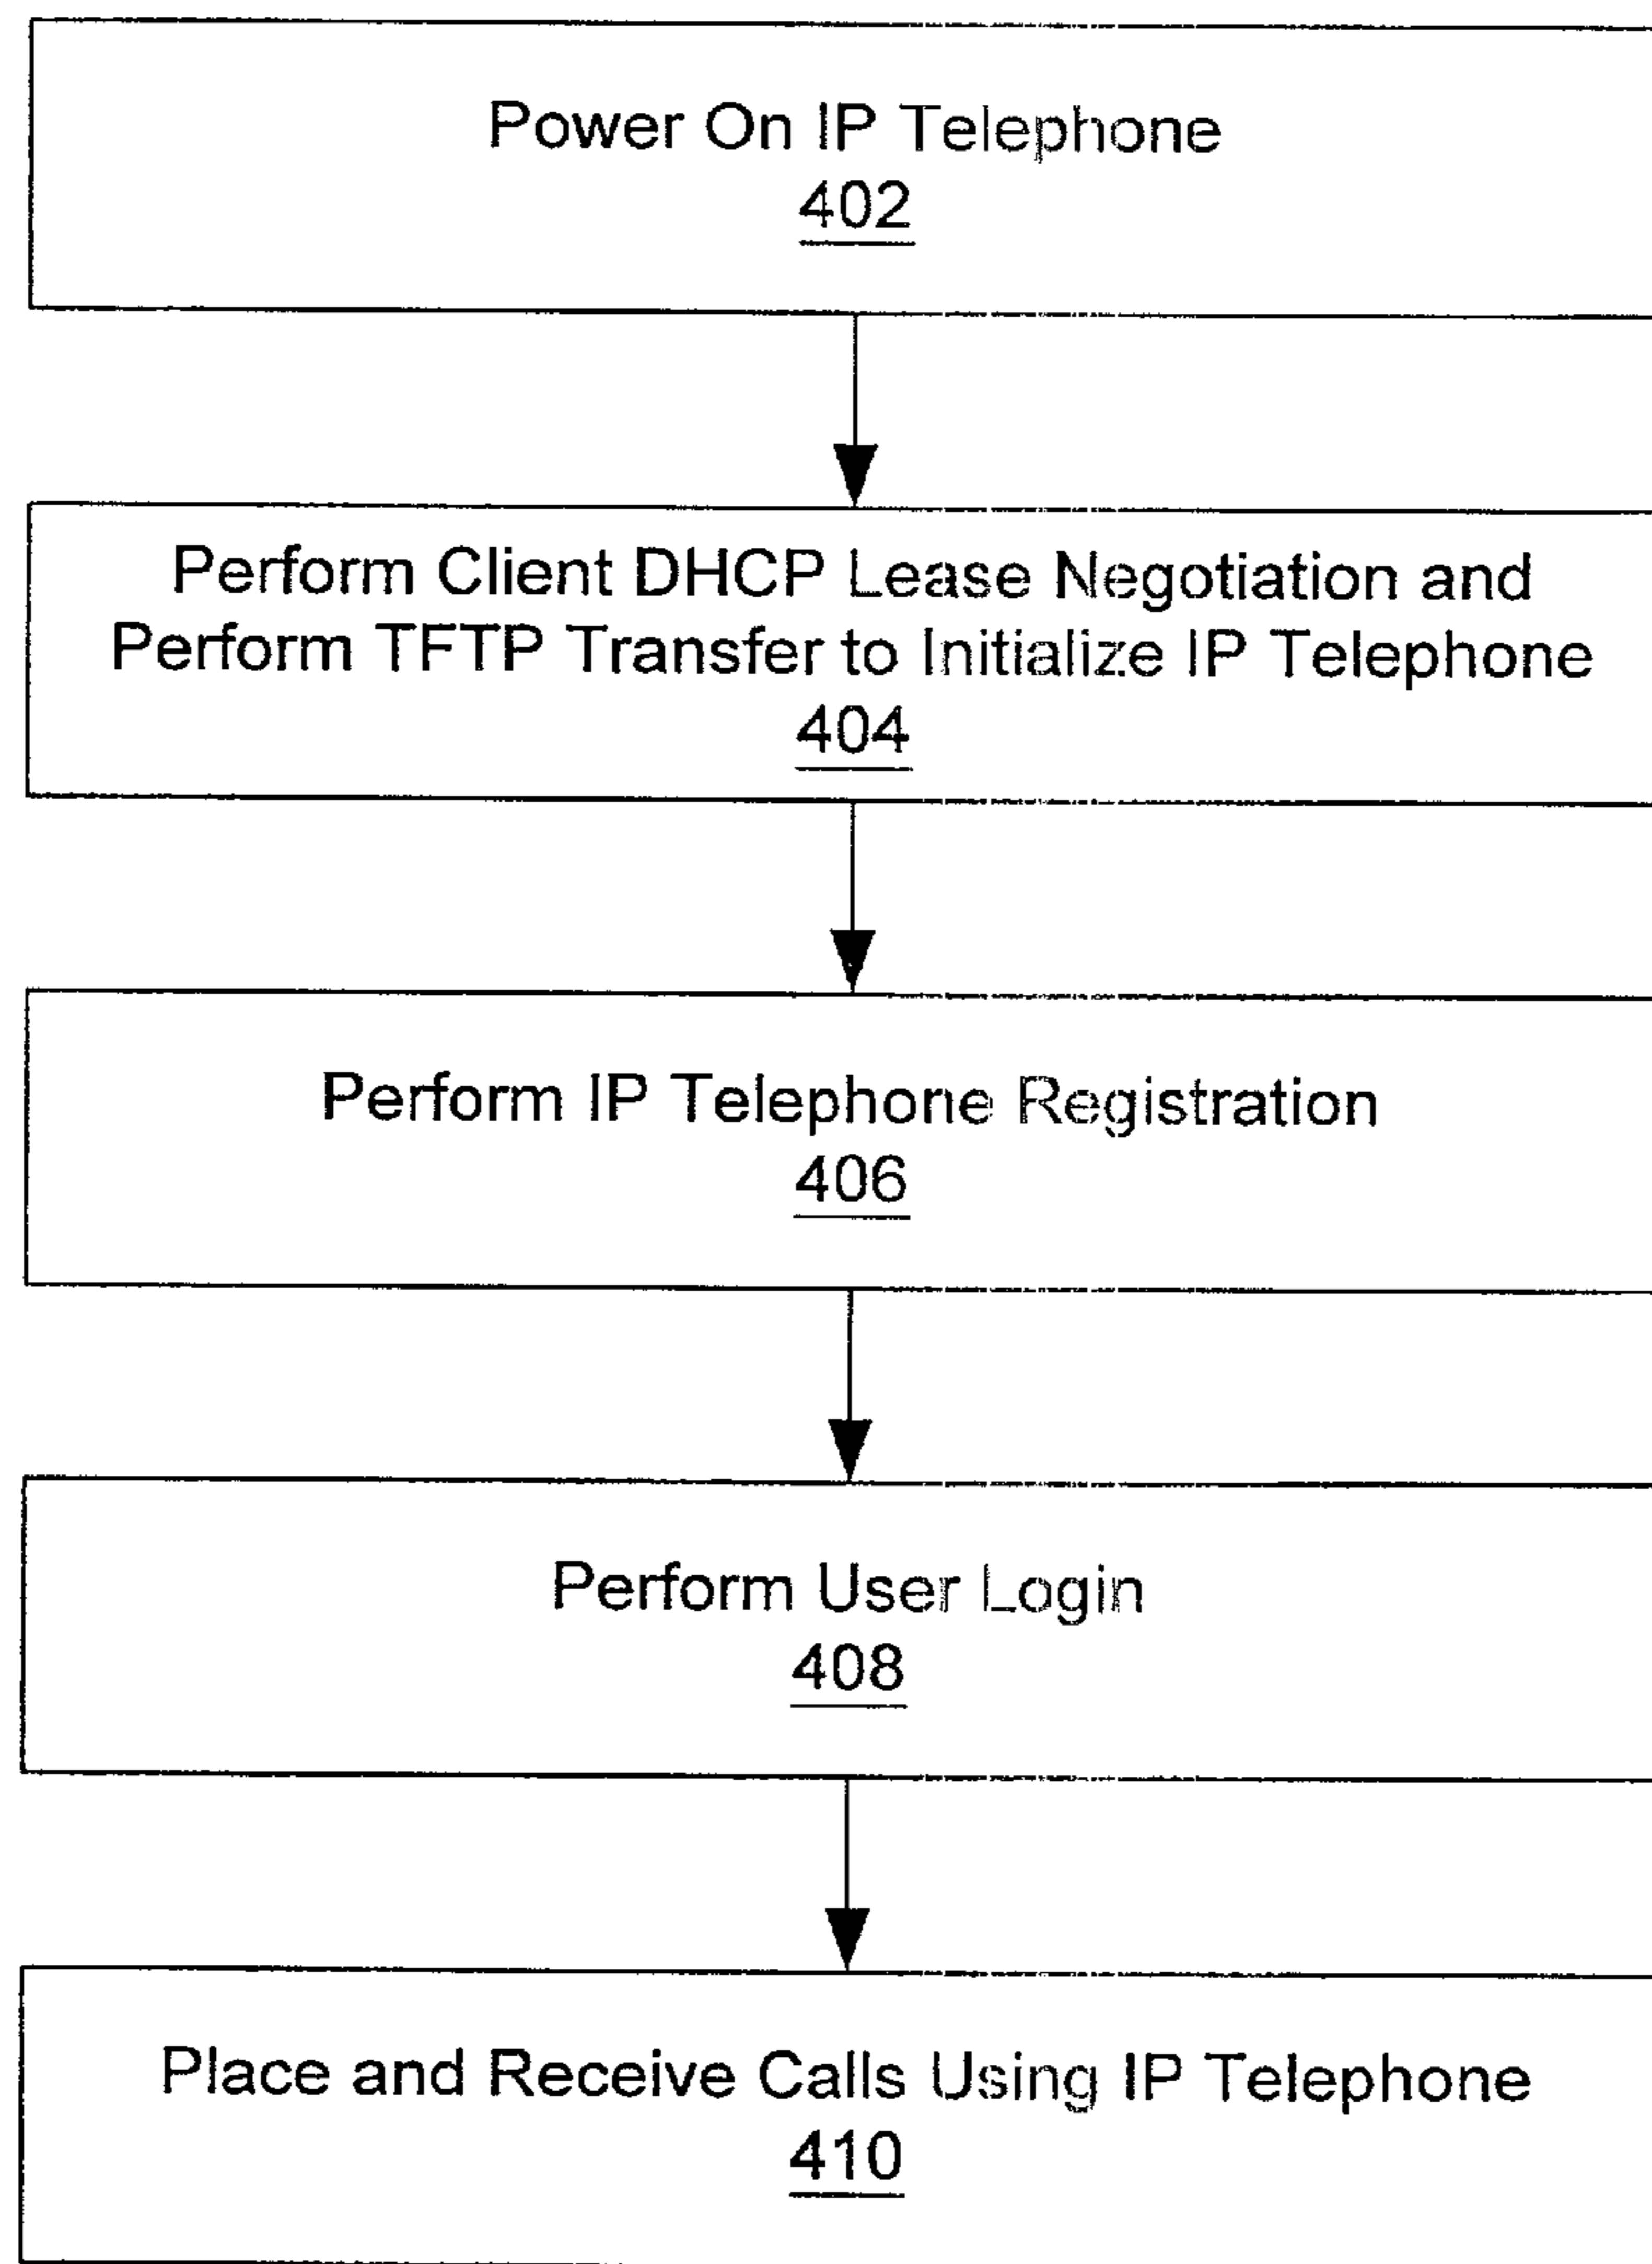 Power On IP Telephone
402
Perform Client DHCP Lease Negotiation and
Perform TFTP Transfer to Initialize IP Telephone
404
Perform IP Telephone Registration
406
Perform User Login
408
Place and Receive Calls Using IP Telephone
410